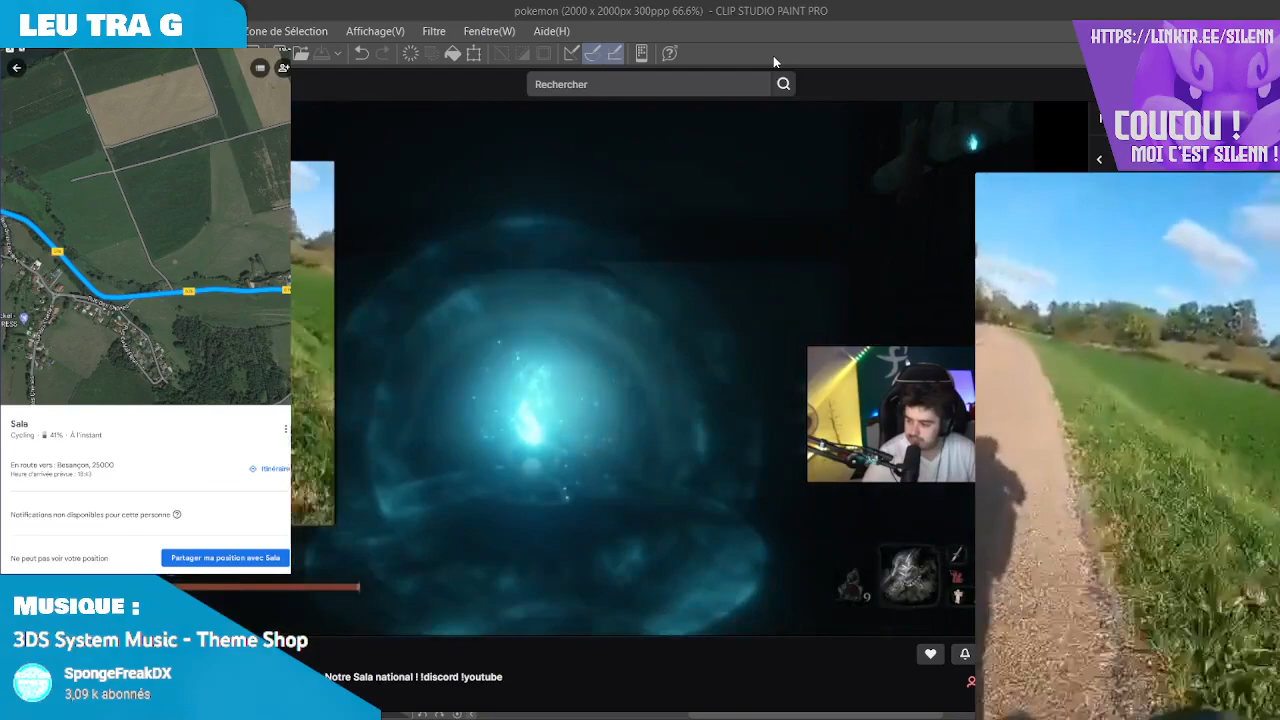 LEU TRA G
pokemon (2000 x 2000px 300ppp 66.6%) - CLIP STUDIO PAINT PRO
Zone de Sélection Affichage(V) Filtre Fenêtre(W) Aide(H)
Rechercher
HTTPS://LINKTR.EE/SILENN
COUCOU !
MOI C'EST SILENN !
Sala
Cycling · 41% · À l'instant
En route vers : Besançon, 25000
Itinéraire
Notifications non disponibles pour cette personne
Ne peut pas voir votre position
Partager ma position avec Sala
9
MUSIQUE :
3DS System Music - Theme Shop
SpongeFreakDX
3,09 k abonnés
Notre Sala national ! !discord !youtube